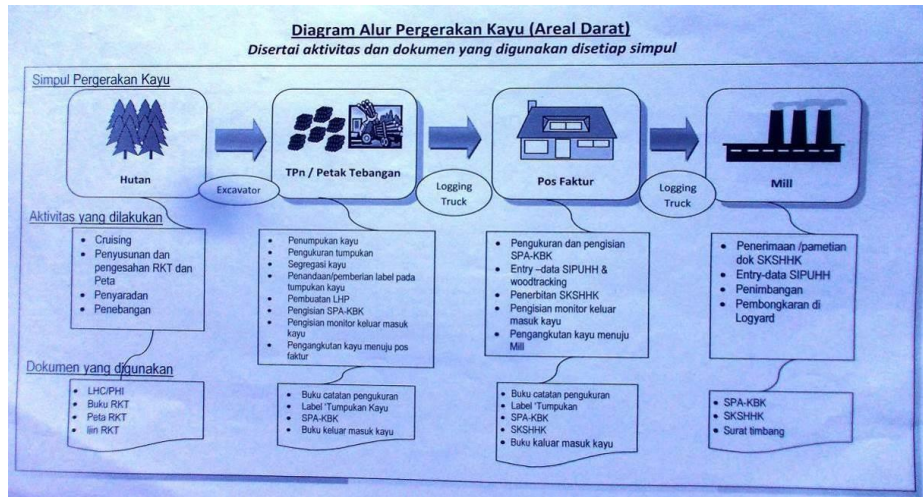 Diagram Alur Pergerakan Kayu (Areal Darat)
Disertai aktivitas dan dokumen yang digunakan disetiap simpul
Simpul Pergerakan Kayu
Hutan
Excavator
TPn / Petak Tebangan
Logging
Truck
Pos Faktur
Logging
Truck
Mill
Aktivitas yang dilakukan
• Cruising
• Penyusunan dan
pengesahan RKT dan
Peta
• Penyaradan
• Penebangan
• Penumpukan kayu
• Pengukuran tumpukan
• Segregasi kayu
• Penandaan/pemberian label pada
tumpukan kayu
• Pembuatan LHP
• Pengisian SPA-KBK
• Pengisian monitor keluar masuk
kayu
• Pengangkutan kayu menuju pos
faktur
• Pengukuran dan pengisian
SPA-KBK
• Entry –data SIPUHH &
woodtracking
• Penerbitan SKSHHK
• Pengisian monitor keluar
masuk kayu
• Pengangkutan kayu menuju
Mill
• Penerimaan /pametian
dok SKSHHK
• Entry-data SIPUHH
• Penimbangan
• Pembongkaran di
Logyard
Dokumen yang digunakan
• LHC/PHI
• Buku RKT
• Peta RKT
• Iiin RKT
• Buku catatan pengukuran
• Label 'Tumpukan Kayu
• SPA-KBK
• Buku keluar masuk kayu
• Buku catatan pengukuran
• Label 'Tumpukan
• SPA-KBK
• SKSHHK
• Buku kaluar masuk kayu
• SPA-KBK
• SKSHHK
• Surat timbang